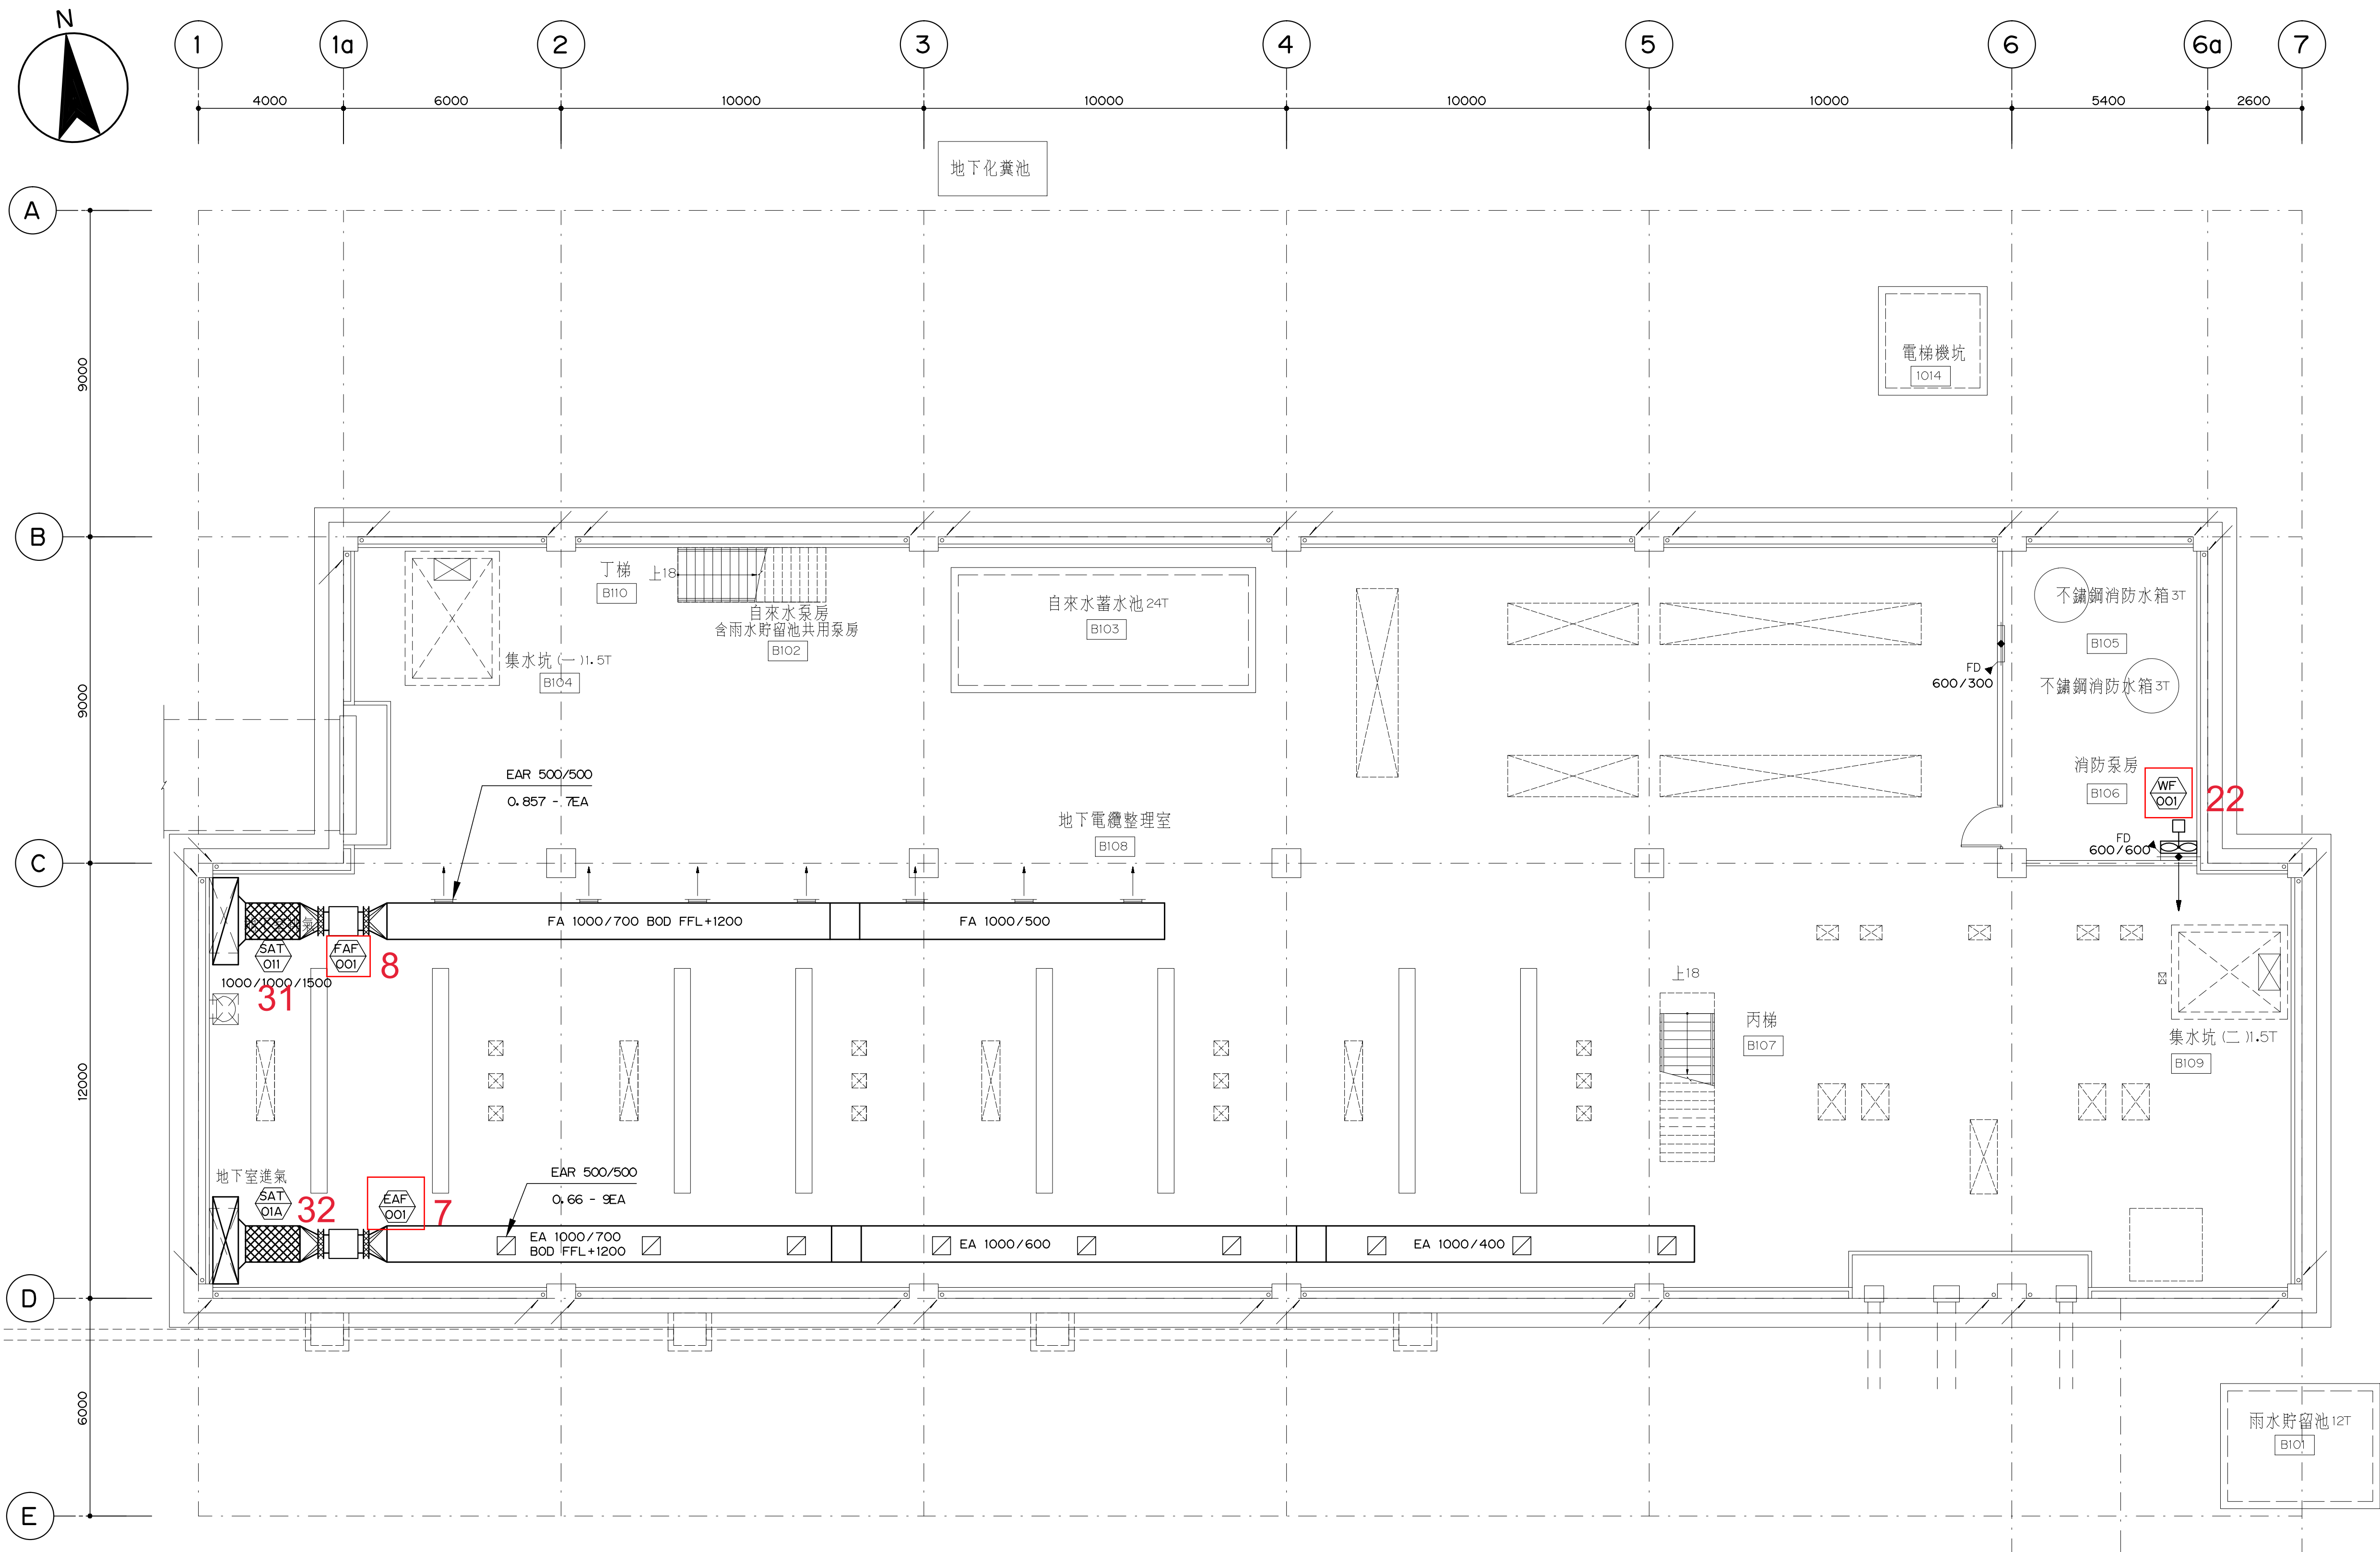 N
1
1a
2
3
4
5
6
6a
7
4000
6000
10000
10000
10000
10000
5400
2600
地下化糞池
A
9000
電梯機坑
1014
B
丁梯
B110
上18
自來水泵房
含雨水貯留池共用泵房
B102
自來水蓄水池24T
B103
不鏽鋼消防水箱3T
B105
集水坑(一)1.5T
B104
FD
600/300
不鏽鋼消防水箱3T
9000
EAR 500/500
0.857 - 7EA
地下電纜整理室
B108
消防泵房
B106
WF
001
22
FD
600/600
C
氣
FA 1000/700 BOD FFL+1200
FA 1000/500
SAT
011
FAF
001
8
1000/1000/1500
31
上18
丙梯
B107
集水坑(二)1.5T
B109
12000
地下室進氣
SAT
01A
32
EAF
001
7
EAR 500/500
0.66 - 9EA
EA 1000/700
BOD FFL+1200
EA 1000/600
EA 1000/400
D
6000
雨水貯留池12T
B101
E